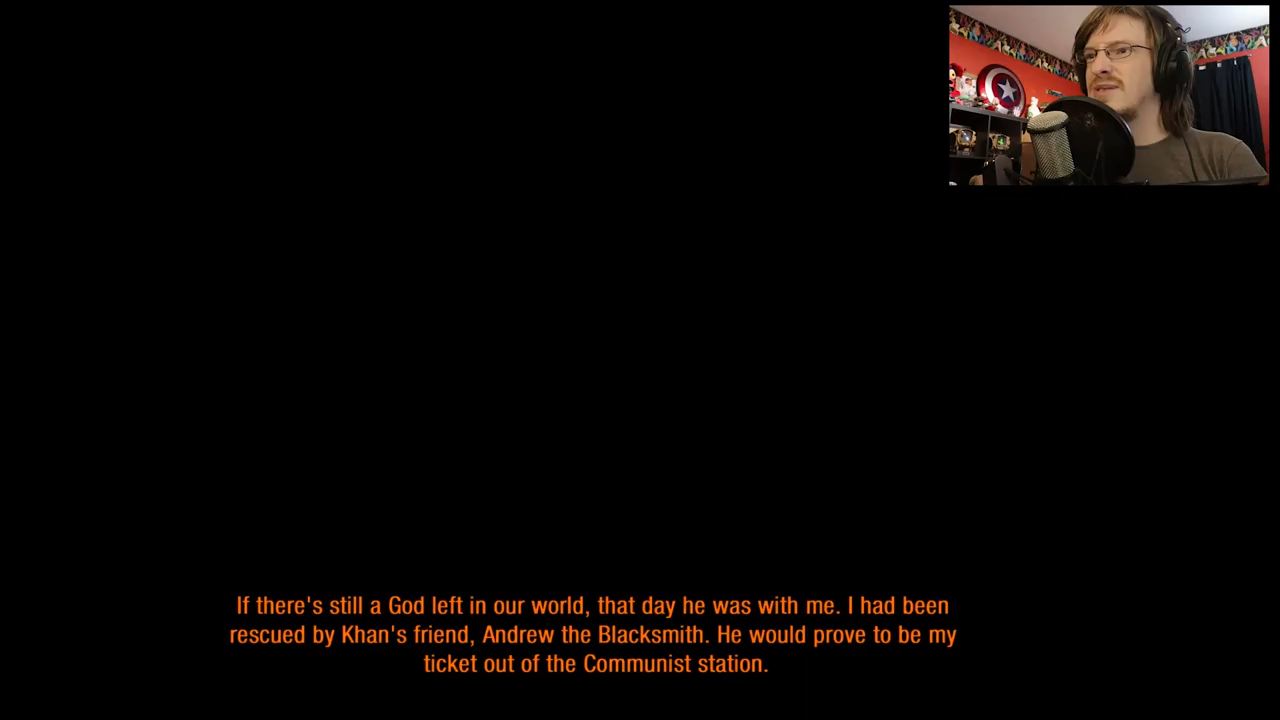 If there's still a God left in our world, that day he was with me. I had been
rescued by Khan's friend, Andrew the Blacksmith. He would prove to be my
ticket out of the Communist station.